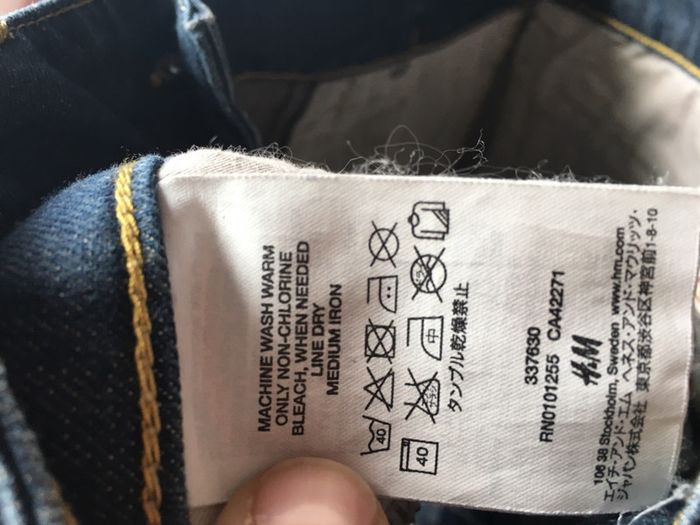 MACHINE WASH WARM
ONLY NON-CHLORINE
BLEACH, WHEN NEEDED
LINE DRY
MEDIUM IRON
40
40
中
タンブル乾燥禁止
337630
RN0101255 CA42271
H&M
106 38 Stockholm, Sweden www.hm.com
エイチ・アンド・エム ヘネス・アンド・マウリッツ・
ジャパン株式会社 東京都渋谷区神宮前1-8-10